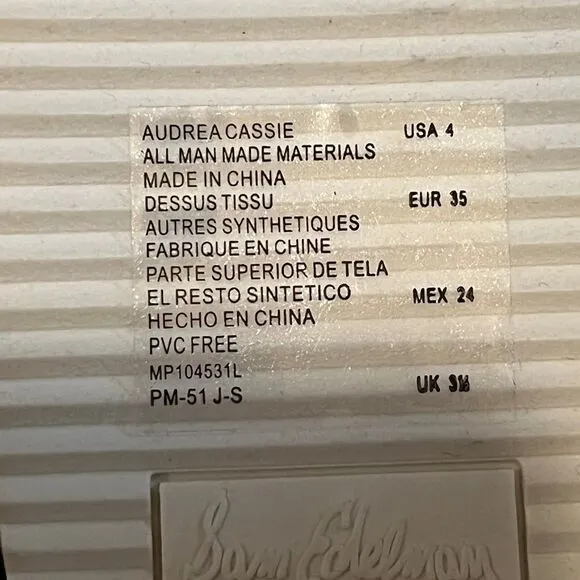 AUDREA CASSIE USA 4
ALL MAN MADE MATERIALS
MADE IN CHINA
DESSUS TISSU EUR 35
AUTRES SYNTHETIQUES
FABRIQUE EN CHINE
PARTE SUPERIOR DE TELA
EL RESTO SINTETICO MEX 24
HECHO EN CHINA
PVC FREE
MP104531L
PM-51 J-S UK
Sam Edelman